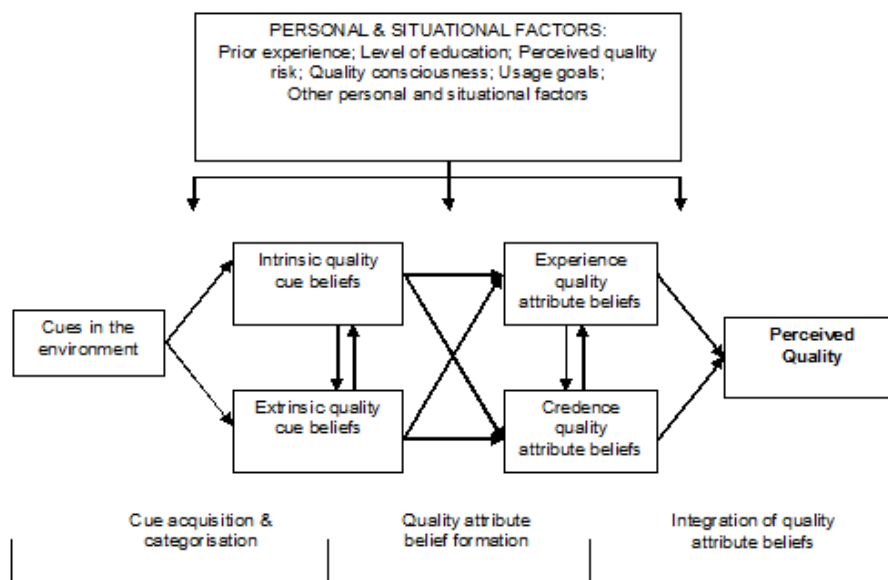 PERSONAL & SITUATIONAL FACTORS:
Prior experience; Level of education; Perceived quality
risk; Quality consciousness; Usage goals;
Other personal and situational factors
Intrinsic quality
cue beliefs
Experience
quality
attribute beliefs
Cues in the
environment
Perceived
Quality
Extrinsic quality
cue beliefs
Credence
quality
attribute beliefs
Cue acquisition &
categorisation
Quality attribute
belief formation
Integration of quality
attribute beliefs